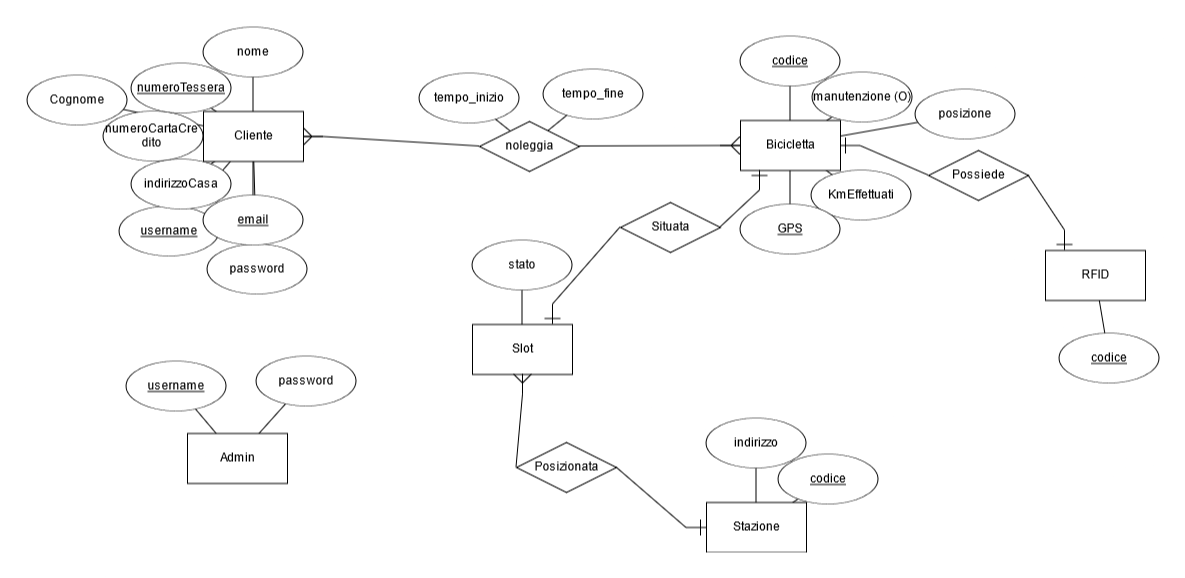 nome
codice
numeroTessera
Cognome
tempo_inizio
tempo_fine
manutenzione (O)
posizione
numeroCartaCre
dito
Cliente
noleggia
Bicicletta
Possiede
indirizzoCasa
KmEffettuati
username
email
Situata
GPS
password
stato
RFID
Slot
codice
username
password
Admin
indirizzo
Posizionata
codice
Stazione